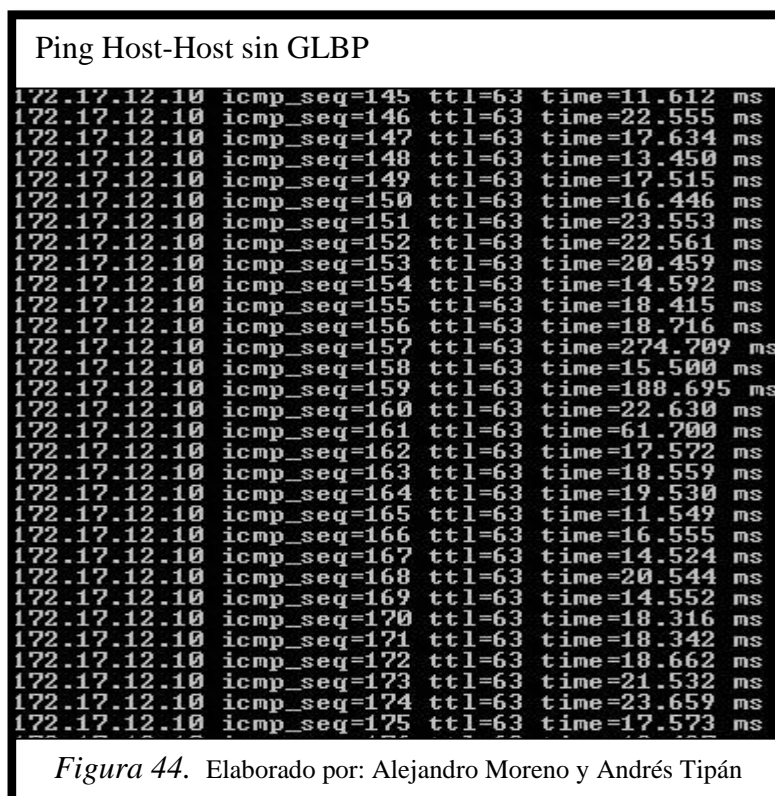 Ping Host-Host sin GLBP
172.17.12.10 icmp_seq=145 ttl=63 time=11.612 ms
172.17.12.10 icmp_seq=146 ttl=63 time=22.555 ms
172.17.12.10 icmp_seq=147 ttl=63 time=17.634 ms
172.17.12.10 icmp_seq=148 ttl=63 time=13.450 ms
172.17.12.10 icmp_seq=149 ttl=63 time=17.515 ms
172.17.12.10 icmp_seq=150 ttl=63 time=16.446 ms
172.17.12.10 icmp_seq=151 ttl=63 time=23.553 ms
172.17.12.10 icmp_seq=152 ttl=63 time=22.561 ms
172.17.12.10 icmp_seq=153 ttl=63 time=20.459 ms
172.17.12.10 icmp_seq=154 ttl=63 time=14.592 ms
172.17.12.10 icmp_seq=155 ttl=63 time=18.415 ms
172.17.12.10 icmp_seq=156 ttl=63 time=18.716 ms
172.17.12.10 icmp_seq=157 ttl=63 time=274.709 ms
172.17.12.10 icmp_seq=158 ttl=63 time=15.500 ms
172.17.12.10 icmp_seq=159 ttl=63 time=188.695 ms
172.17.12.10 icmp_seq=160 ttl=63 time=22.630 ms
172.17.12.10 icmp_seq=161 ttl=63 time=61.700 ms
172.17.12.10 icmp_seq=162 ttl=63 time=17.572 ms
172.17.12.10 icmp_seq=163 ttl=63 time=18.559 ms
172.17.12.10 icmp_seq=164 ttl=63 time=19.530 ms
172.17.12.10 icmp_seq=165 ttl=63 time=11.549 ms
172.17.12.10 icmp_seq=166 ttl=63 time=16.555 ms
172.17.12.10 icmp_seq=167 ttl=63 time=14.524 ms
172.17.12.10 icmp_seq=168 ttl=63 time=20.544 ms
172.17.12.10 icmp_seq=169 ttl=63 time=14.552 ms
172.17.12.10 icmp_seq=170 ttl=63 time=18.316 ms
172.17.12.10 icmp_seq=171 ttl=63 time=18.342 ms
172.17.12.10 icmp_seq=172 ttl=63 time=18.662 ms
172.17.12.10 icmp_seq=173 ttl=63 time=21.532 ms
172.17.12.10 icmp_seq=174 ttl=63 time=23.659 ms
172.17.12.10 icmp_seq=175 ttl=63 time=17.573 ms
Figura 44. Elaborado por: Alejandro Moreno y Andrés Tipán